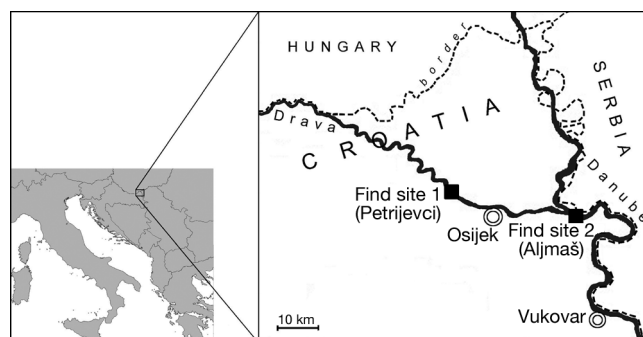 HUNGARY
border
SERBIA
Drava
CROATIA
Danube
Find site 1
(Petrijevci)
Osijek
Find site 2
(Aljmaš)
10 km
Vukovar